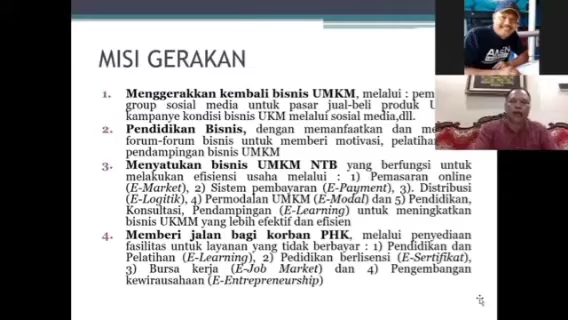 MISI GERAKAN
1. Menggerakkan kembali bisnis UMKM, melalui :
group sosial media untuk pasar jual-beli produk
kampanye kondisi bisnis UKM melalui sosial media,dll.
2. Pendidikan Bisnis, dengan memanfaatkan dan
forum-forum bisnis untuk memberi motivasi,
pendampingan bisnis UMKM
3. Menyatukan bisnis UMKM NTB yang berfungsi untuk
melakukan efisiensi usaha melalui : 1) Pemasaran online
(E-Market), 2) Sistem pembayaran (E-Payment), 3). Distribusi
(E-Logitik), 4) Permodalan UMKM (E-Modal) dan 5) Pendidikan,
Konsultasi, Pendampingan (E-Learning) untuk meningkatkan
bisnis UKMM yang lebih efektif dan efisien
4. Memberi jalan bagi korban PHK, melalui penyediaan
fasilitas untuk layanan yang tidak berbayar : 1) Pendidikan dan
Pelatihan (E-Learning), 2) Pedidikan berlisensi (E-Sertifikat),
3) Bursa kerja (E-Job Market) dan 4) Pengembangan
kewirausahaan (E-Entrepreneurship)